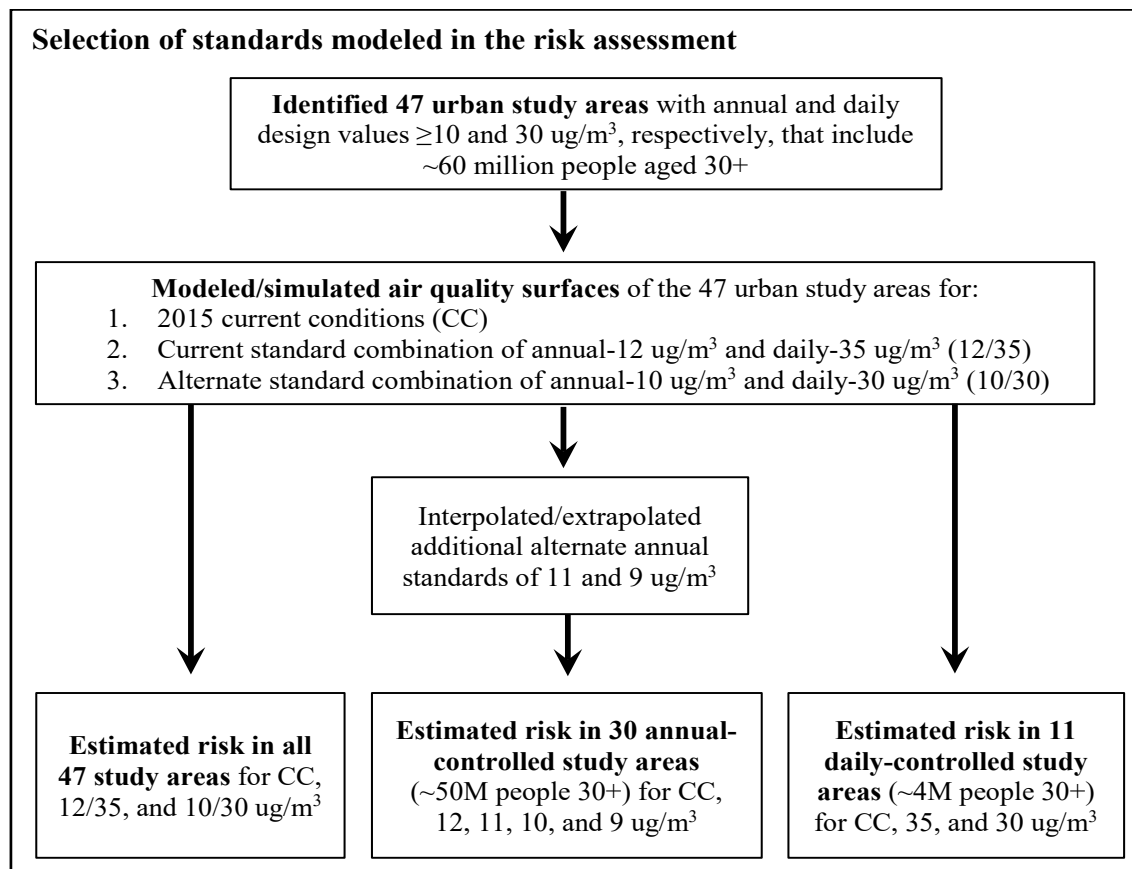 Selection of standards modeled in the risk assessment
Identified 47 urban study areas with annual and daily
design values ≥10 and 30 ug/m³, respectively, that include
~60 million people aged 30+
Modeled/simulated air quality surfaces of the 47 urban study areas for:
1. 2015 current conditions (CC)
2. Current standard combination of annual-12 ug/m³ and daily-35 ug/m³ (12/35)
3. Alternate standard combination of annual-10 ug/m³ and daily-30 ug/m³ (10/30)
Interpolated/extrapolated
additional alternate annual
standards of 11 and 9 ug/m³
Estimated risk in all
47 study areas for CC,
12/35, and 10/30 ug/m³
Estimated risk in 30 annual-
controlled study areas
(~50M people 30+) for CC,
12, 11, 10, and 9 ug/m³
Estimated risk in 11
daily-controlled study
areas (~4M people 30+)
for CC, 35, and 30 ug/m³